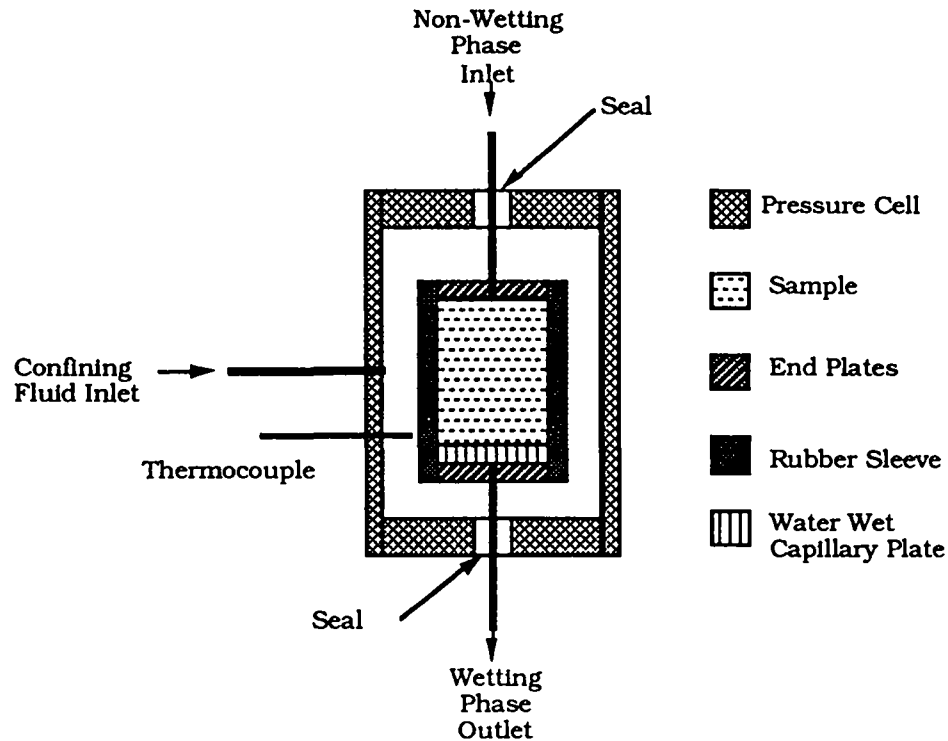 Non-Wetting
Phase
Inlet
Seal
Pressure Cell
Sample
End Plates
Rubber Sleeve
Water Wet
Capillary Plate
Confining
Fluid Inlet
Thermocouple
Seal
Wetting
Phase
Outlet